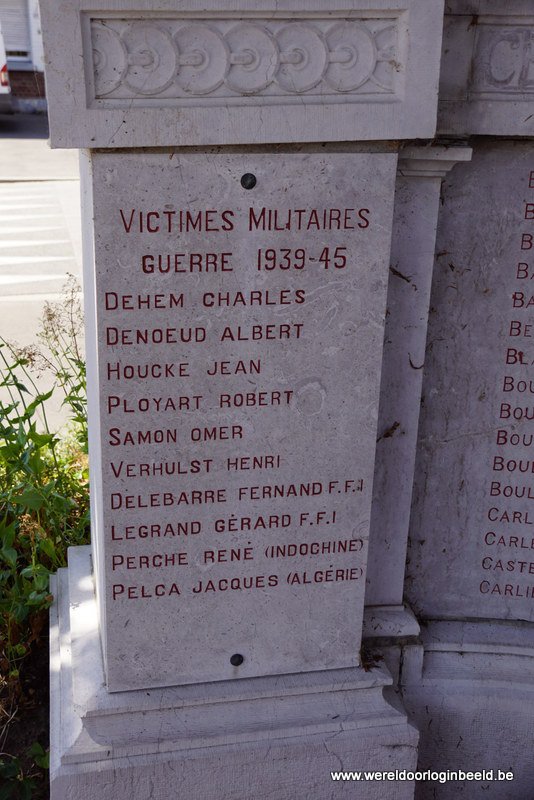 VICTIMES MILITAIRES
GUERRE 1939-45
DEHEM CHARLES
DENOEUD ALBERT
HOUCKE JEAN
PLOYART ROBERT
SAMON OMER
VERHULST HENRI
DELEBARRE FERNAND F.F.I
LEGRAND GÉRARD F.F.I
PERCHE RENÉ (INDOCHINE)
PELCA JACQUES (ALGÉRIE)
www.wereldoorloginbeeld.be